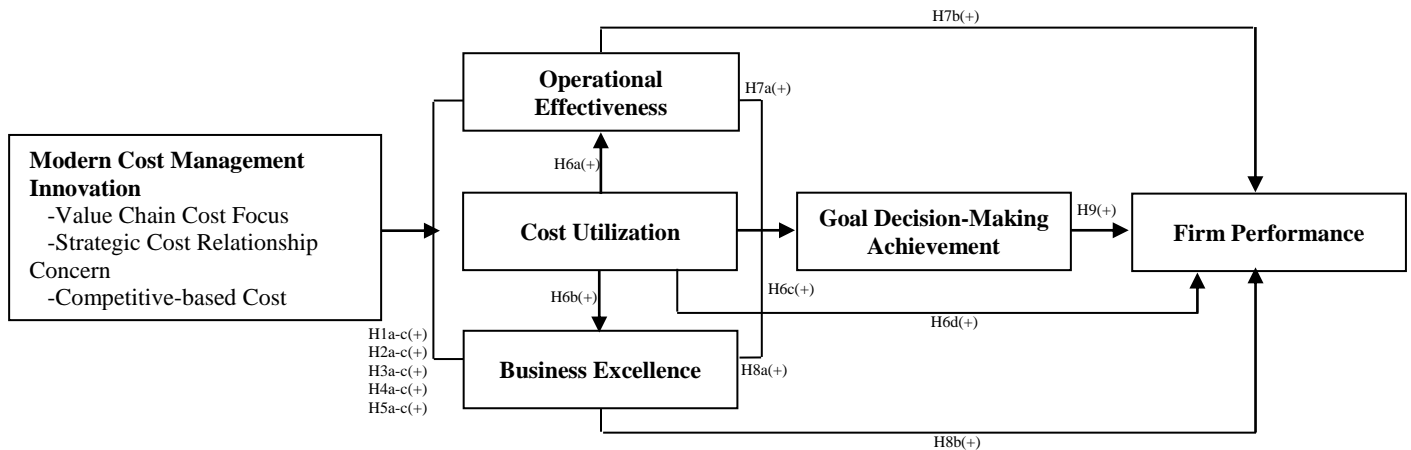 H7b(+)
Operational
Effectiveness
H7a(+)
Modern Cost Management
Innovation
-Value Chain Cost Focus
-Strategic Cost Relationship
Concern
-Competitive-based Cost
H6a(+)
Cost Utilization
Goal Decision-Making
Achievement
H9(+)
Firm Performance
H6b(+)
H6c(+)
H6d(+)
H1a-c(+)
H2a-c(+)
H3a-c(+)
H4a-c(+)
H5a-c(+)
Business Excellence
H8a(+)
H8b(+)